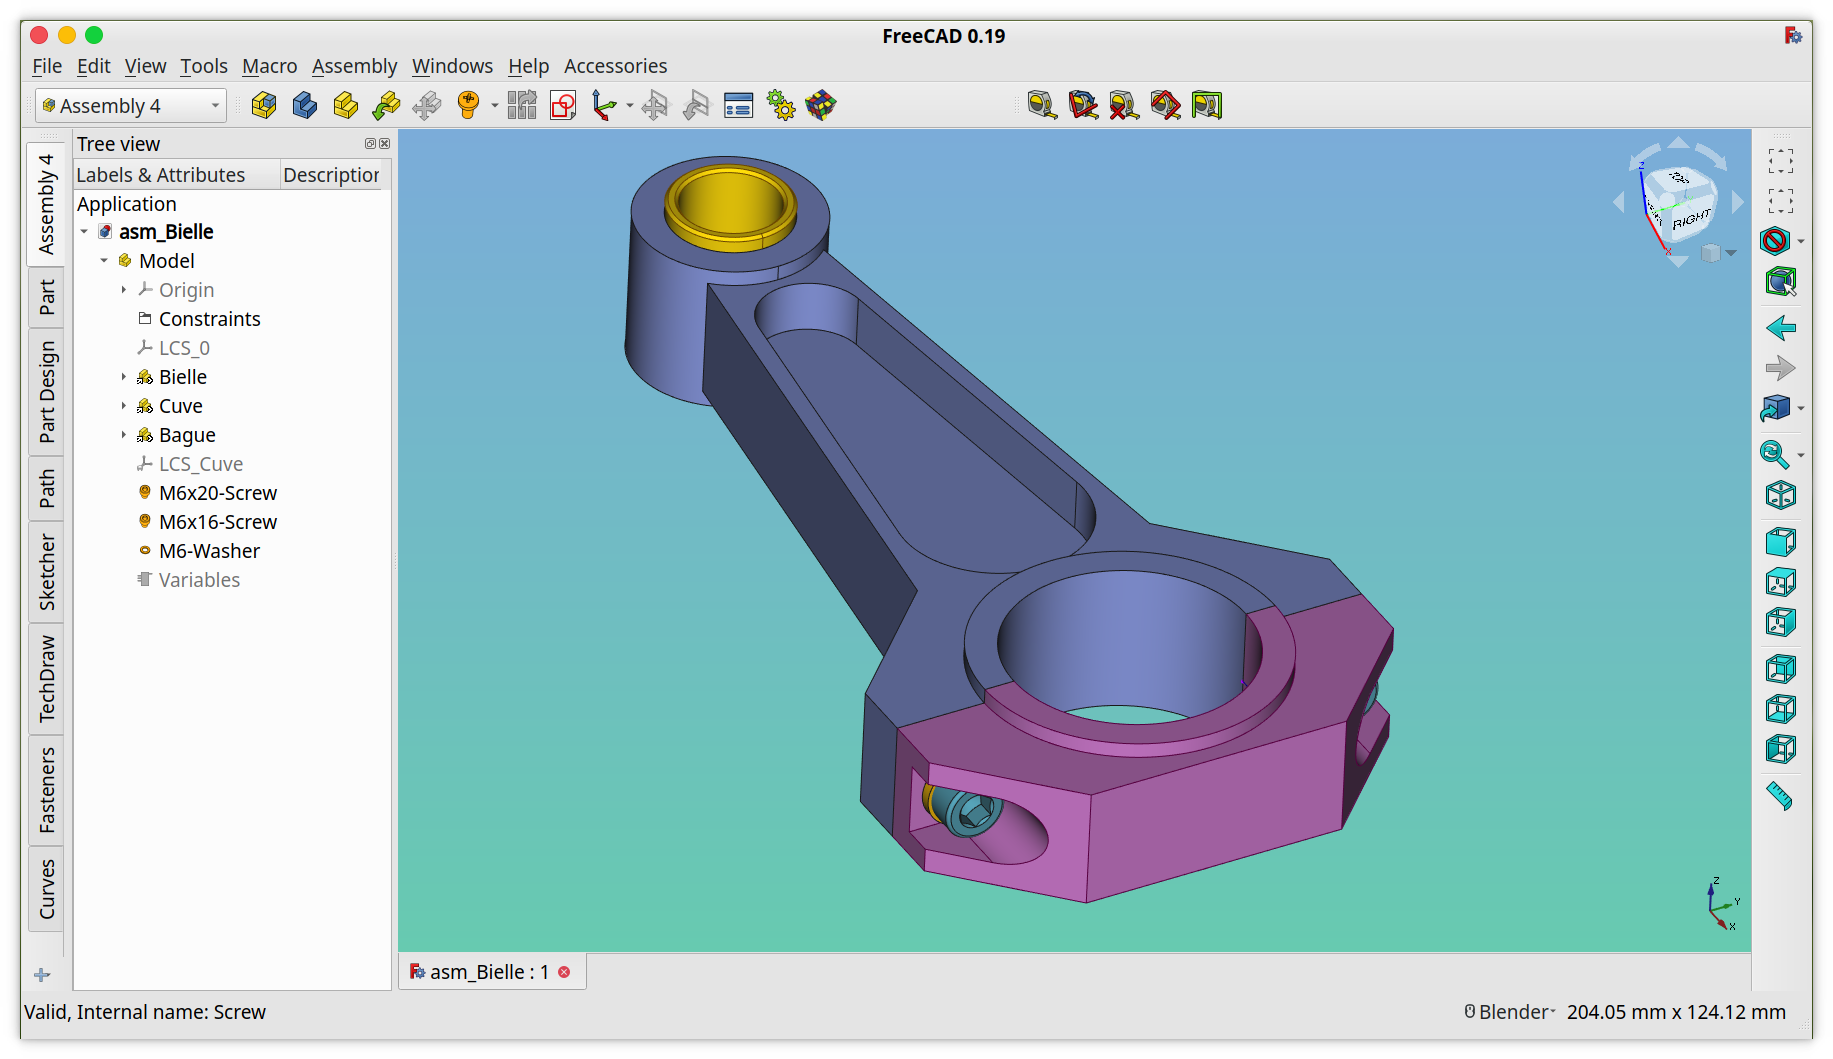 FreeCAD 0.19
File Edit View Tools Macro Assembly Windows Help Accessories
Assembly 4
Tree view
Labels & Attributes Description
Application
asm_Bielle
Model
Origin
Constraints
LCS_0
Bielle
Cuve
Bague
LCS_Cuve
M6x20-Screw
M6x16-Screw
M6-Washer
Variables
Assembly 4
Part
Part Design
Path
Sketcher
TechDraw
Fasteners
Curves
Z
TOP
RIGHT
X
Z
Y
X
asm_Bielle : 1
Valid, Internal name: Screw
Blender
204.05 mm x 124.12 mm